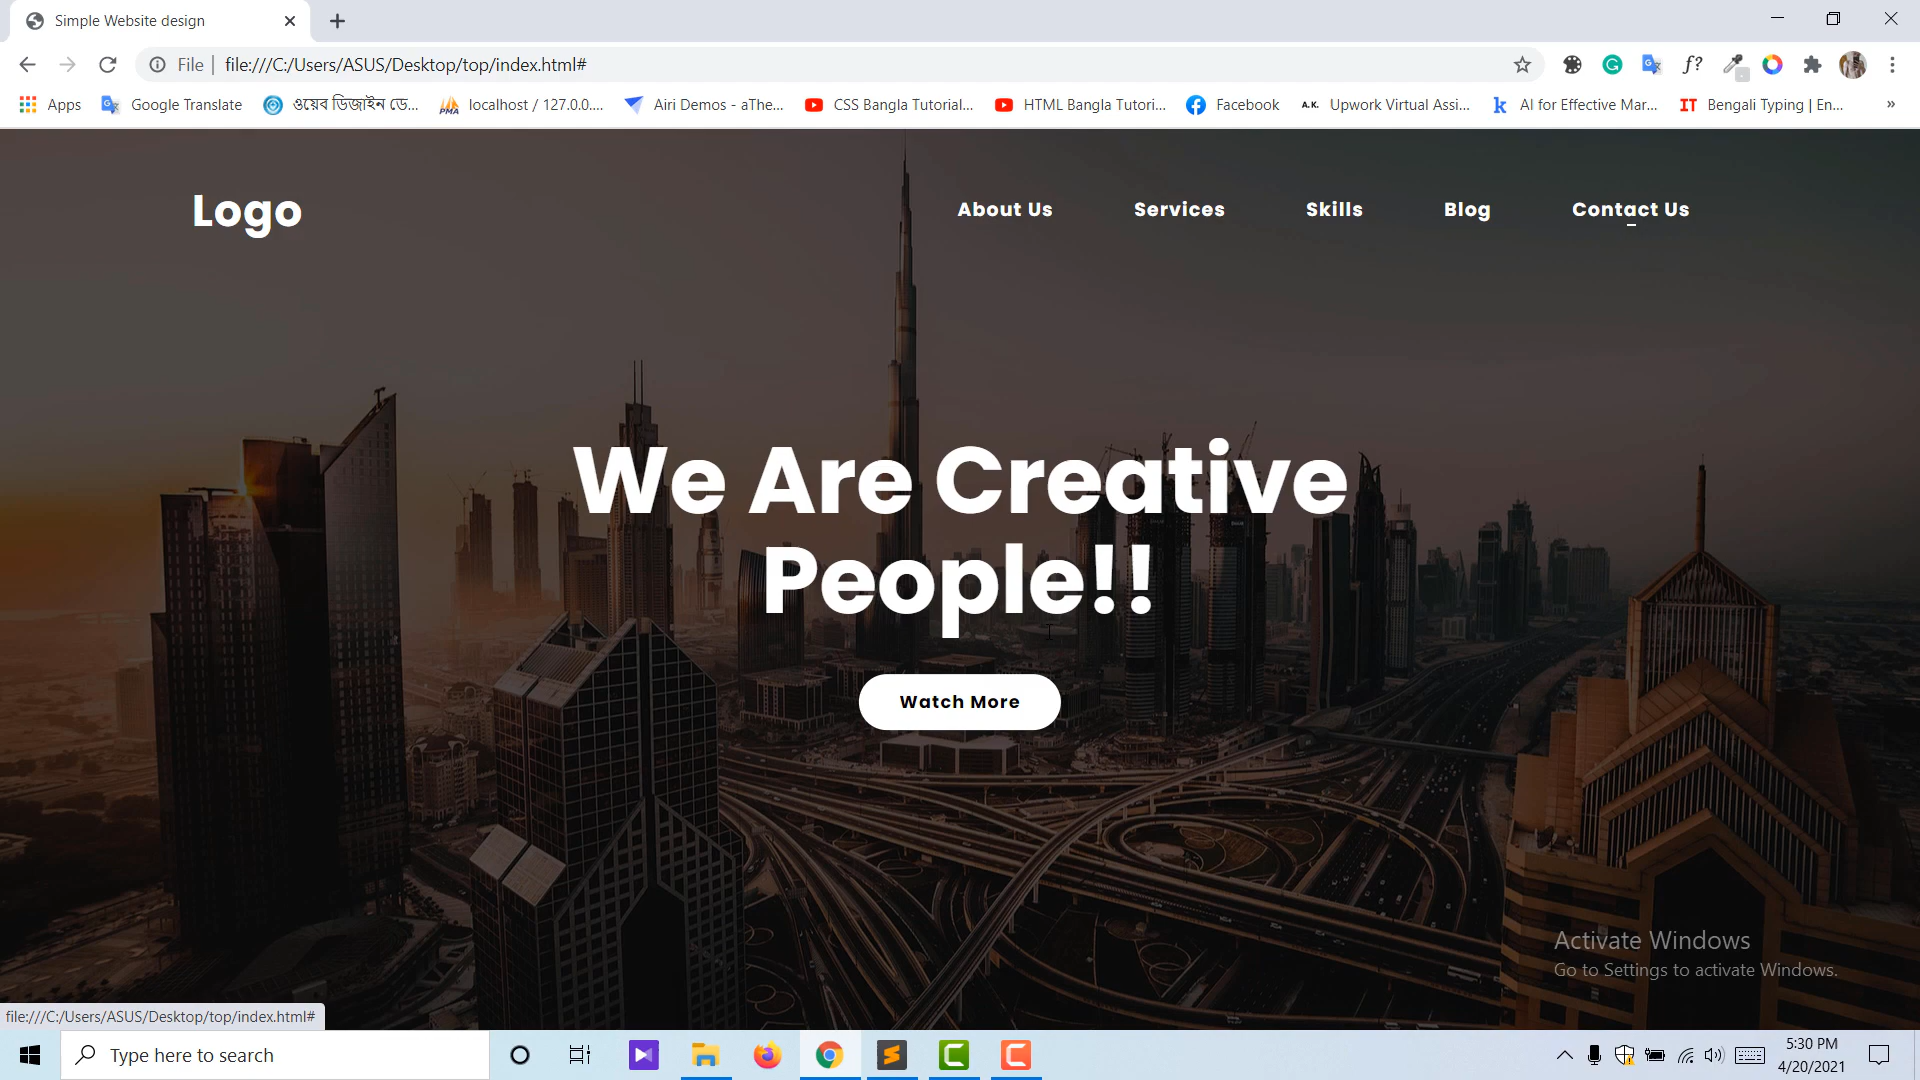 Simple Website design
File
file:///C:/Users/ASUS/Desktop/top/index.html#
f?
Apps
Google Translate
ওয়েব ডিজাইন ডে...
PMA
localhost / 127.0.0....
Airi Demos - aThe...
CSS Bangla Tutorial...
HTML Bangla Tutori...
Facebook
A.K.
Upwork Virtual Assi...
k
AI for Effective Mar...
IT
Bengali Typing | En...
»
Logo
About Us
Services
Skills
Blog
Contact Us
We Are Creative
People!!
Watch More
Activate Windows
Go to Settings to activate Windows.
file:///C:/Users/ASUS/Desktop/top/index.html#
Type here to search
5:30 PM
4/20/2021